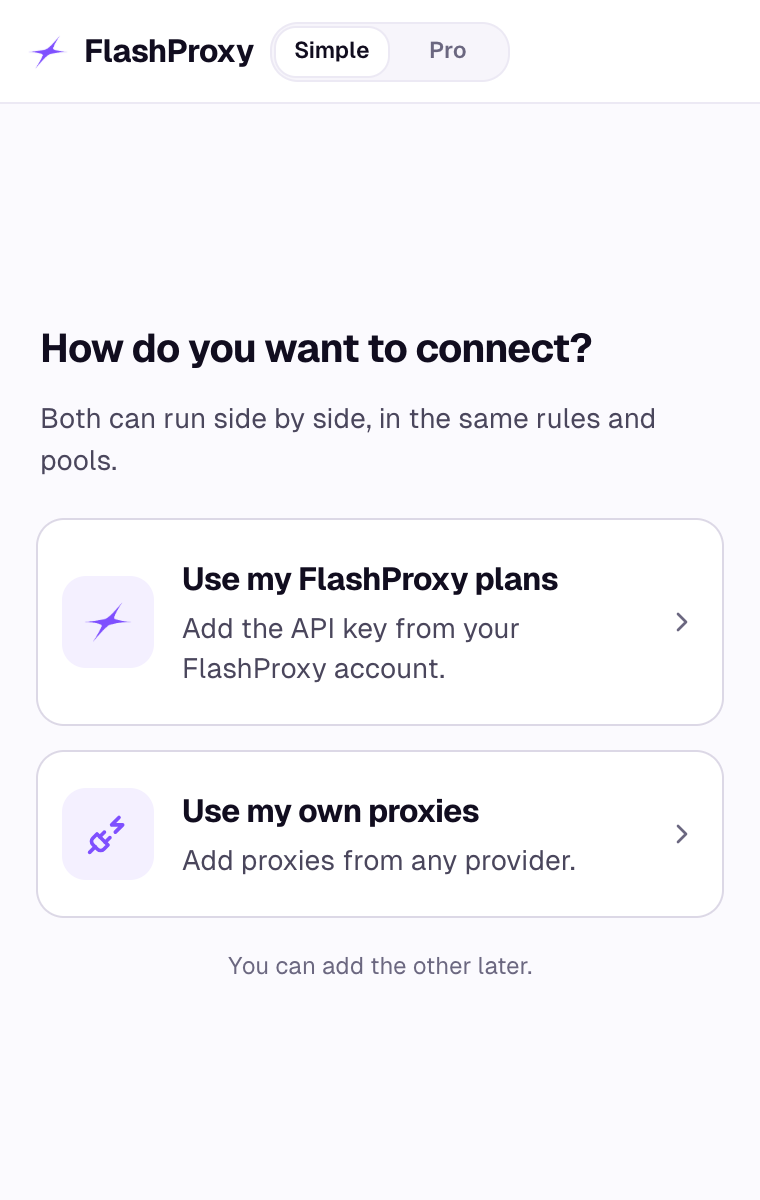 FlashProxy
Simple
Pro
How do you want to connect?
Both can run side by side, in the same rules and
pools.
Use my FlashProxy plans
Add the API key from your
FlashProxy account.
Use my own proxies
Add proxies from any provider.
You can add the other later.